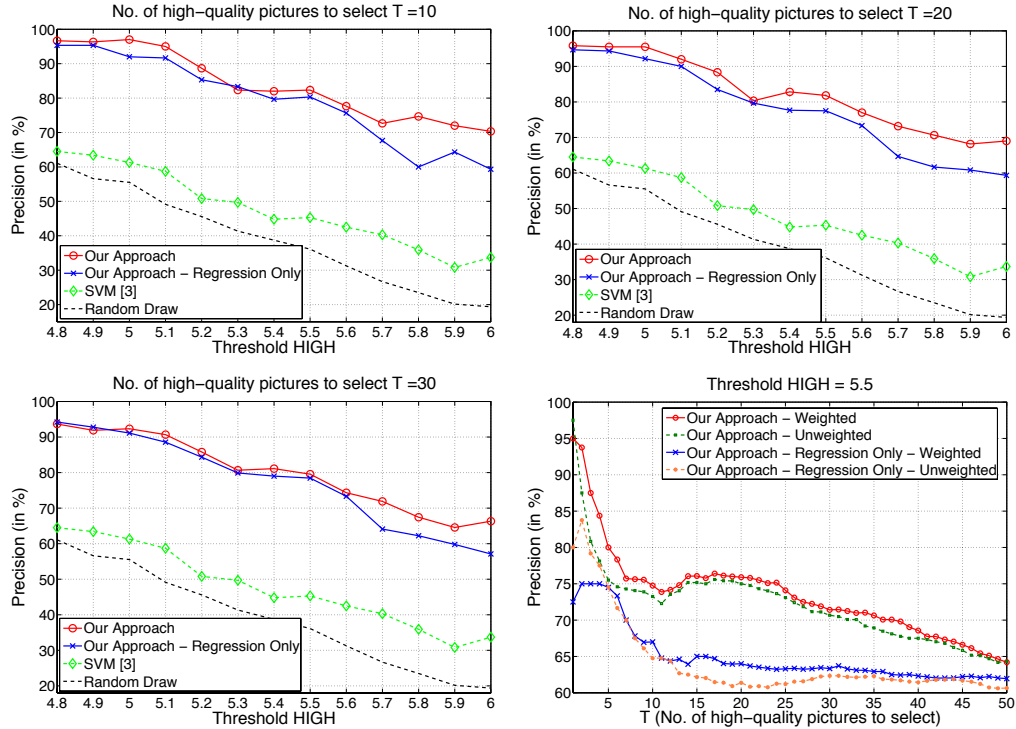 No. of high-quality pictures to select T =10
Precision (in %)
100
90
80
70
60
50
40
30
20
Our Approach
Our Approach – Regression Only
SVM [3]
Random Draw
4.8 4.9 5 5.1 5.2 5.3 5.4 5.5 5.6 5.7 5.8 5.9 6
Threshold HIGH
No. of high-quality pictures to select T =20
Precision (in %)
100
90
80
70
60
50
40
30
20
Our Approach
Our Approach – Regression Only
SVM [3]
Random Draw
4.8 4.9 5 5.1 5.2 5.3 5.4 5.5 5.6 5.7 5.8 5.9 6
Threshold HIGH
No. of high-quality pictures to select T =30
Precision (in %)
100
90
80
70
60
50
40
30
20
Our Approach
Our Approach – Regression Only
SVM [3]
Random Draw
4.8 4.9 5 5.1 5.2 5.3 5.4 5.5 5.6 5.7 5.8 5.9 6
Threshold HIGH
Threshold HIGH = 5.5
Precision (in %)
100
95
90
85
80
75
70
65
60
Our Approach – Weighted
Our Approach – Unweighted
Our Approach – Regression Only – Weighted
Our Approach – Regression Only – Unweighted
5 10 15 20 25 30 35 40 45 50
T (No. of high-quality pictures to select)